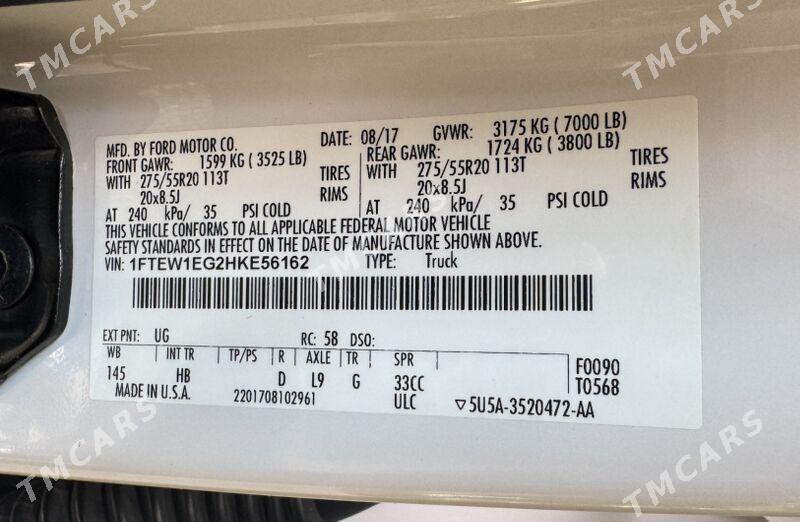 TMCARS
TMCARS
MFD. BY FORD MOTOR CO. DATE: 08/17 GVWR: 3175 KG ( 7000 LB)
FRONT GAWR: 1599 KG ( 3525 LB) REAR GAWR: 1724 KG ( 3800 LB)
WITH 275/55R20 113T TIRES WITH 275/55R20 113T TIRES
20x8.5J RIMS 20x8.5J RIMS
AT 240 kPa/ 35 PSI COLD AT 240 kPa/ 35 PSI COLD
THIS VEHICLE CONFORMS TO ALL APPLICABLE FEDERAL MOTOR VEHICLE
SAFETY STANDARDS IN EFFECT ON THE DATE OF MANUFACTURE SHOWN ABOVE.
VIN: 1FTEW1EG2HKE56162 TYPE: Truck
EXT PNT: UG RC: 58 DSO:
WB INT TR TP/PS R AXLE TR SPR F0090
145 HB D L9 G 33CC T0568
MADE IN U.S.A. 2201708102961 ULC ▽5U5A-3520472-AA
TMCARS
TMCARS
TMCARS